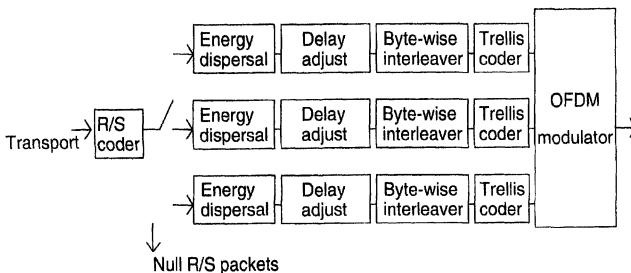 Energy dispersal
Delay adjust
Byte-wise interleaver
Trellis coder
Transport
R/S coder
Energy dispersal
Delay adjust
Byte-wise interleaver
Trellis coder
OFDM modulator
Energy dispersal
Delay adjust
Byte-wise interleaver
Trellis coder
Null R/S packets